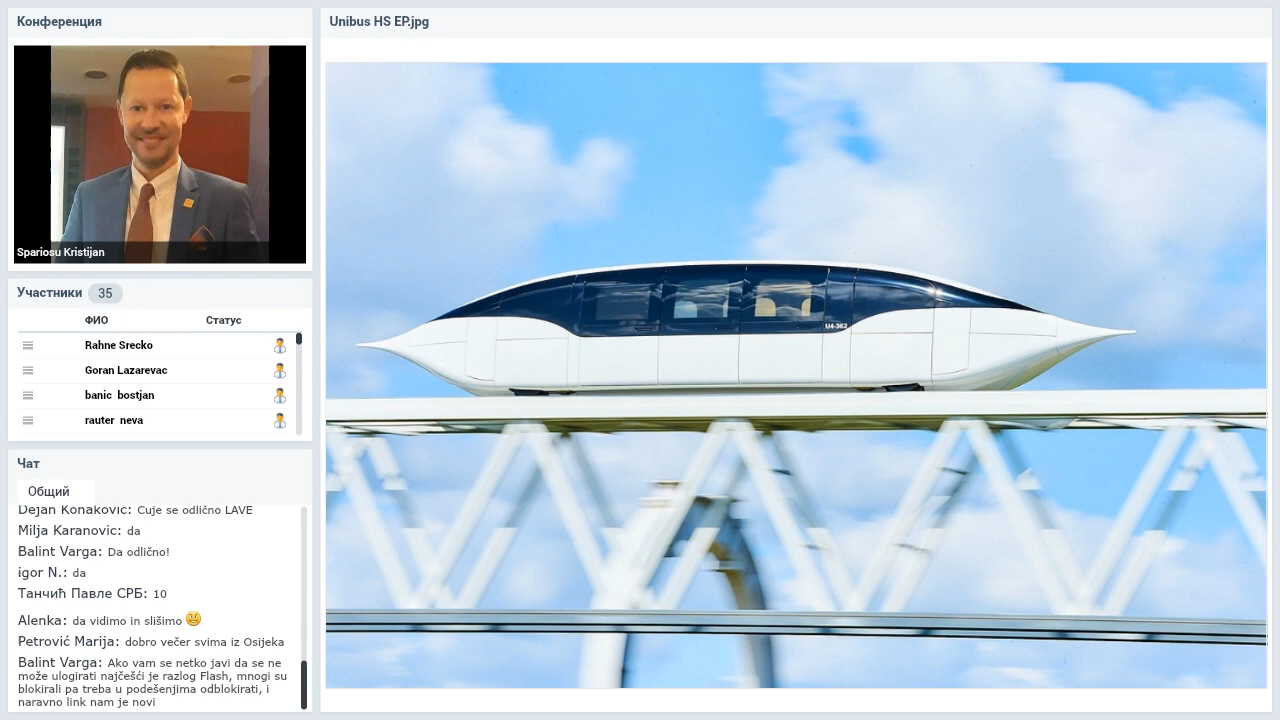 Конференция
Spariosu Kristijan
Участники 35
ФИО Статус
Rahne Srecko
Goran Lazarevac
banic bostjan
rauter neva
Чат
Общий
Dejan Konaković: Čuje se odlično LAVE
Milja Karanovic: da
Balint Varga: Da odlično!
igor N.: da
Танчић Павле СРБ: 10
Alenka: da vidimo in slišimo
Petrović Marija: dobro večer svima iz Osijeka
Balint Varga: Ako vam se netko javi da se ne
može ulogirati najčešći je razlog Flash, mnogi su
blokirali pa treba u podešenjima odblokirati, i
naravno link nam je novi
Unibus HS EP.jpg
U4-362